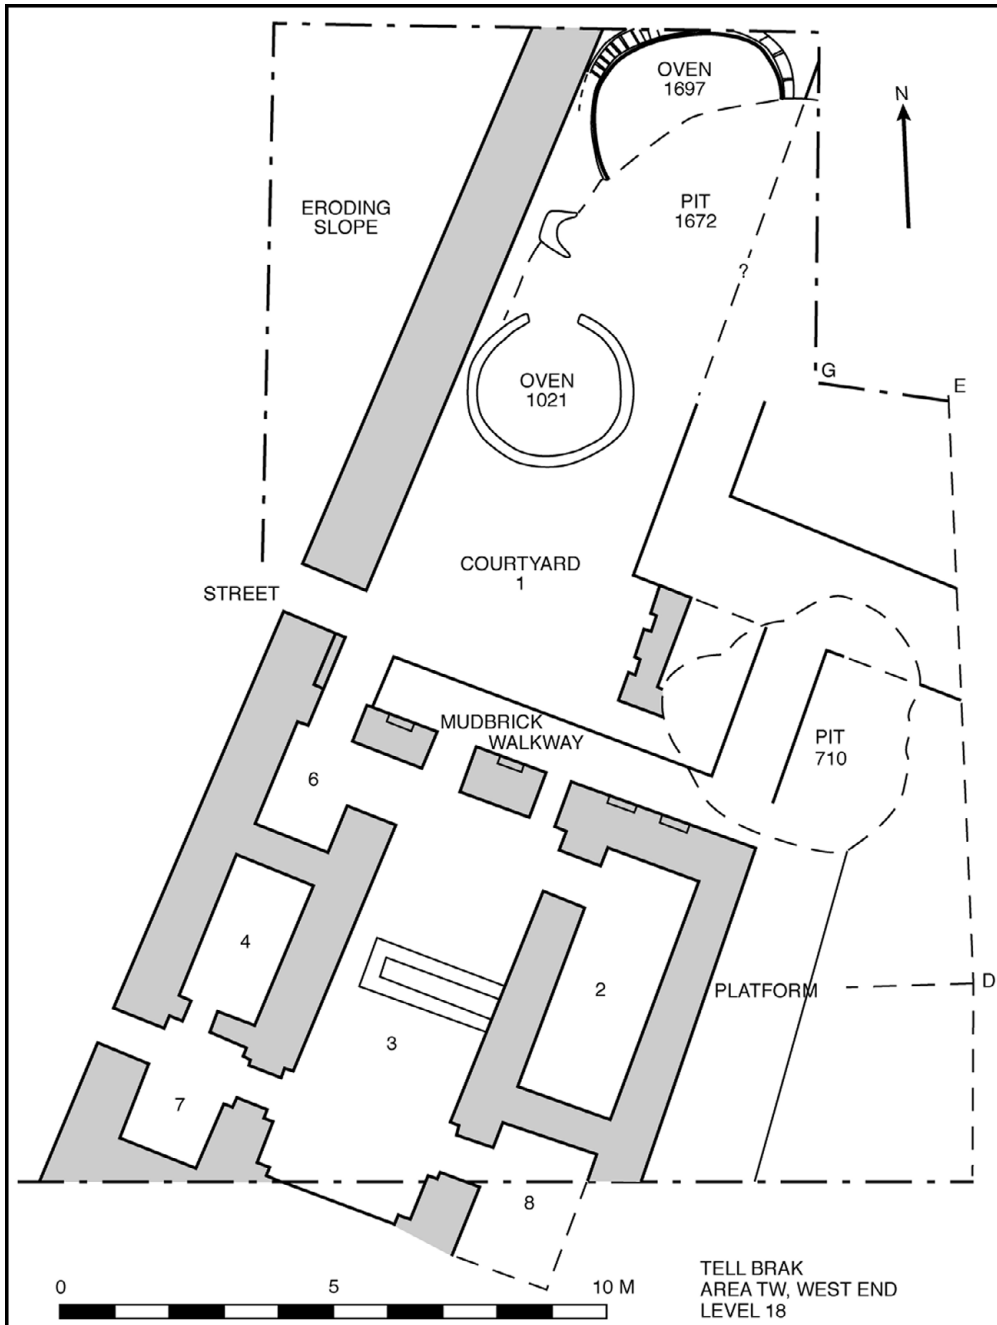 OVEN
1697
N
ERODING
SLOPE
PIT
1672
?
G
E
OVEN
1021
COURTYARD
1
STREET
MUDBRICK
WALKWAY
PIT
710
6
4
2
PLATFORM
D
3
7
8
0 5 10 M
TELL BRAK
AREA TW, WEST END
LEVEL 18